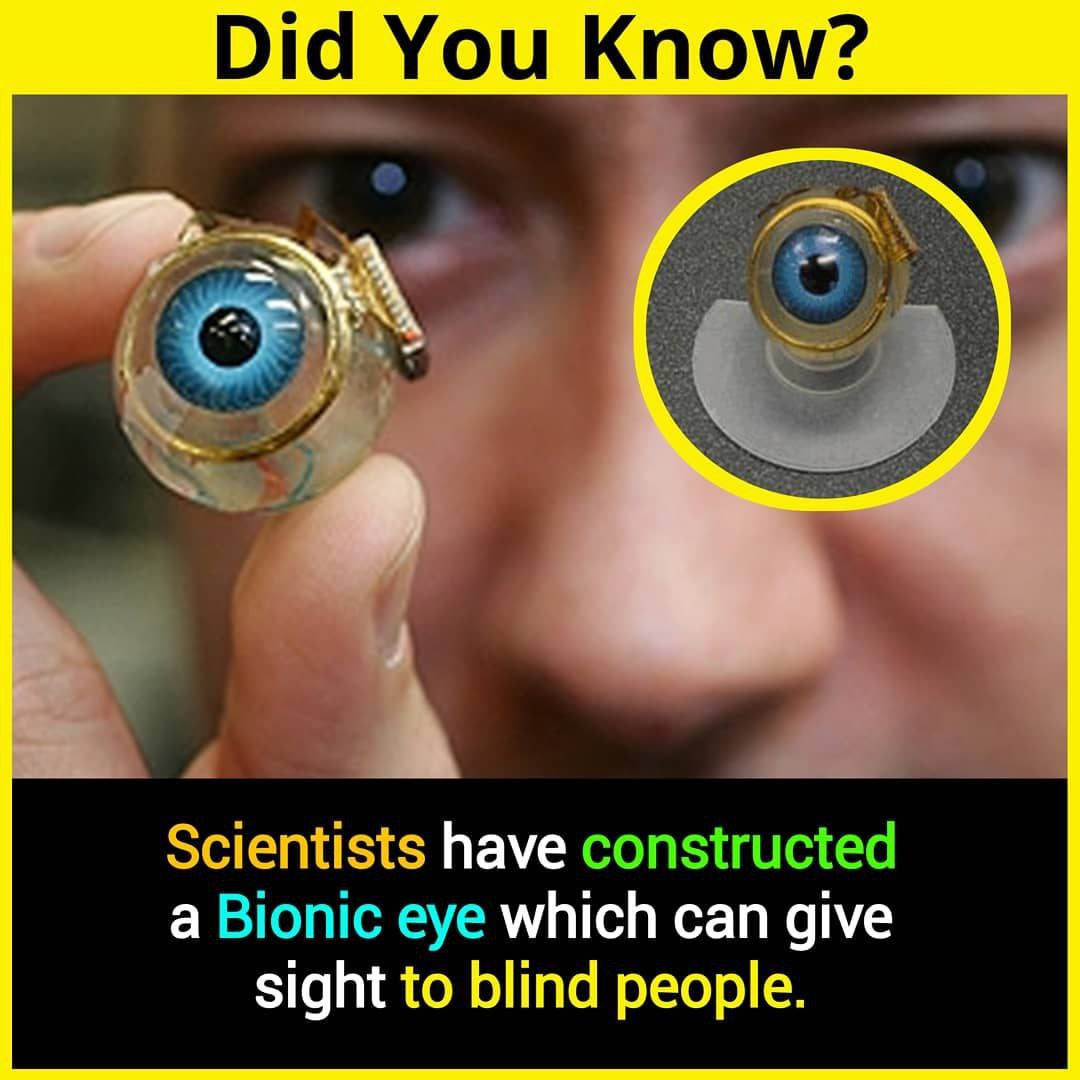 Did You Know?
Scientists have constructed
a Bionic eye which can give
sight to blind people.